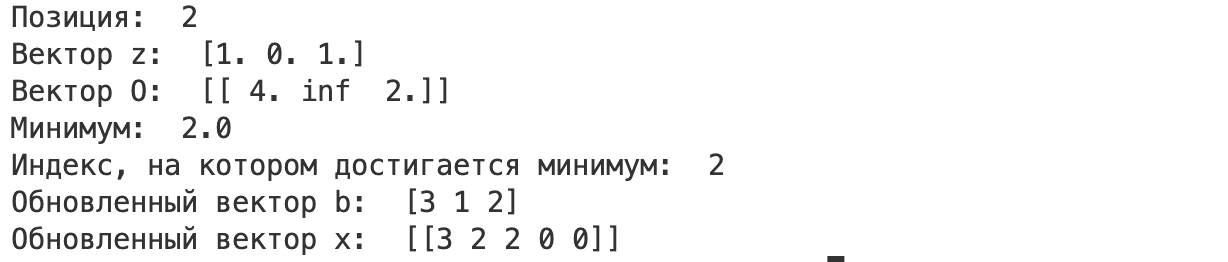 Позиция:  2
Вектор z:  [1. 0. 1.]
Вектор O:  [[ 4. inf  2.]]
Минимум:  2.0
Индекс, на котором достигается минимум:  2
Обновленный вектор b:  [3 1 2]
Обновленный вектор x:  [[3 2 2 0 0]]